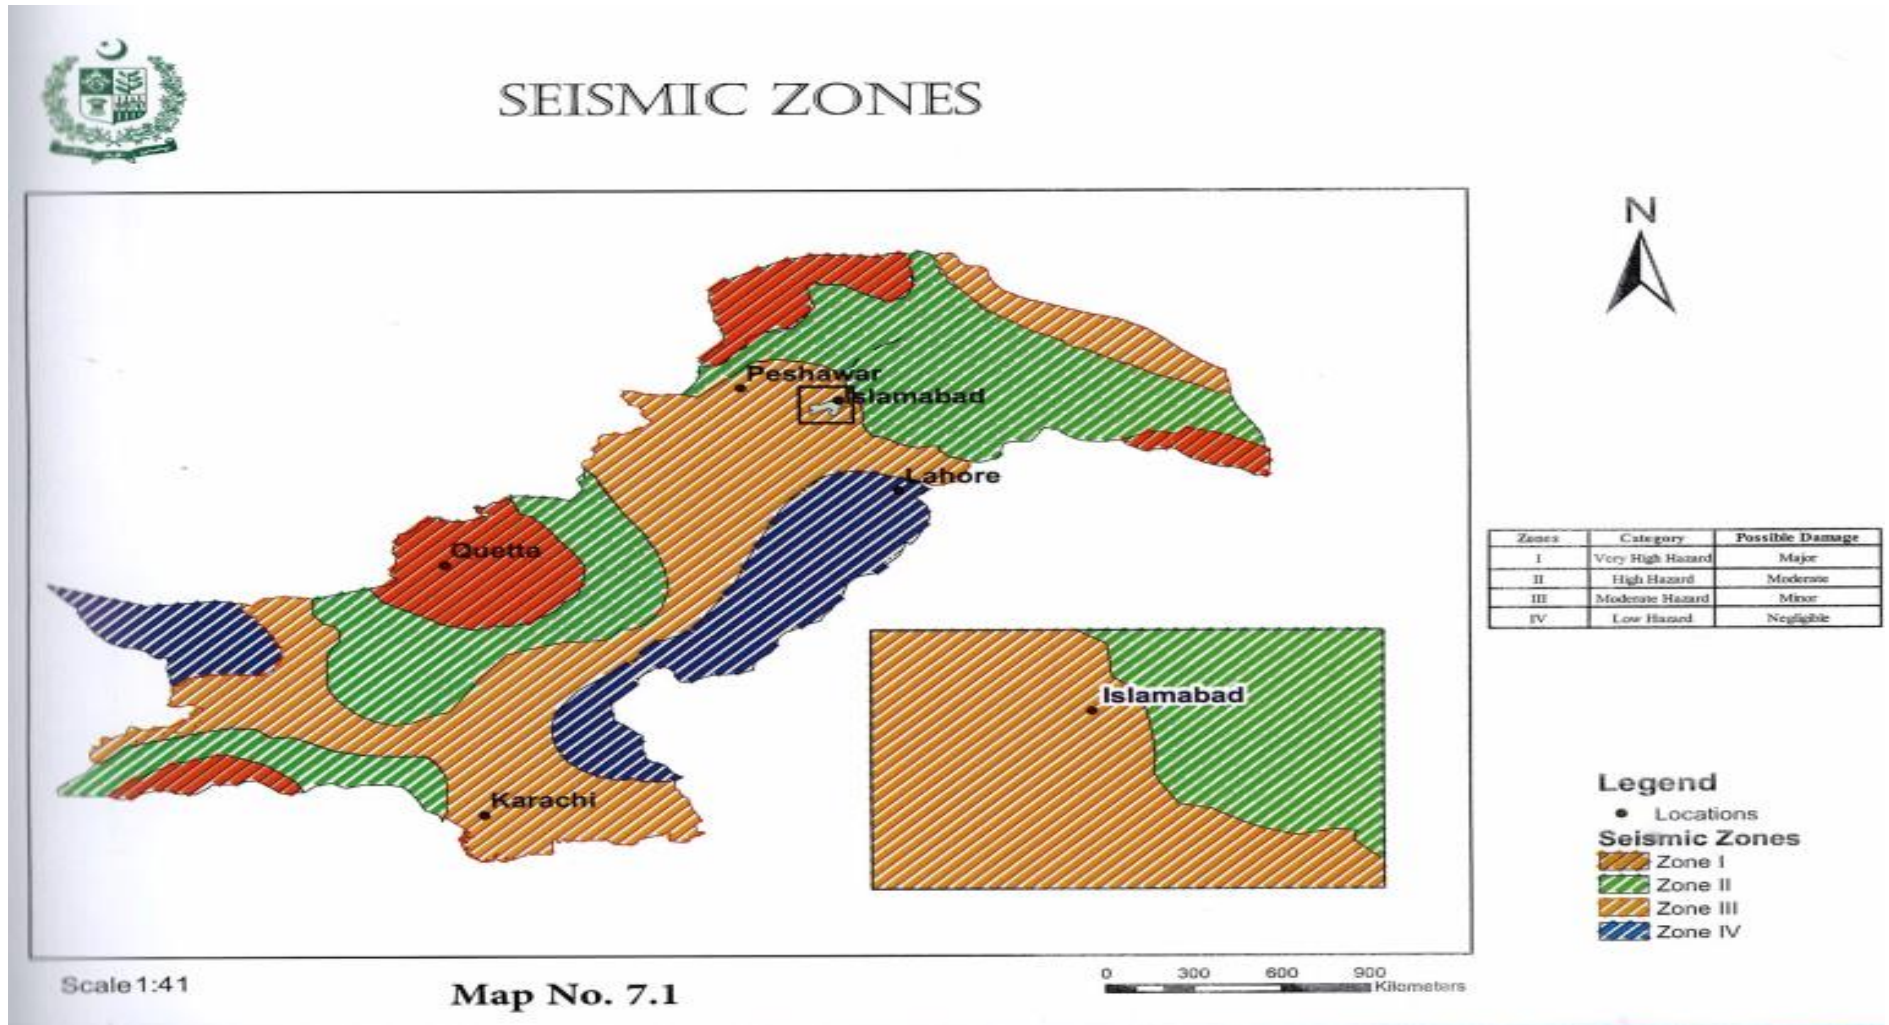 SEISMIC ZONES
N
Peshawar
Islamabad
Lahore
Quetta
Karachi
Islamabad
Zones Category Possible Damage
I Very High Hazard Major
II High Hazard Moderate
III Moderate Hazard Minor
IV Low Hazard Negligible
Legend
Locations
Seismic Zones
Zone I
Zone II
Zone III
Zone IV
0 300 600 900
Kilometers
Scale 1:41
Map No. 7.1